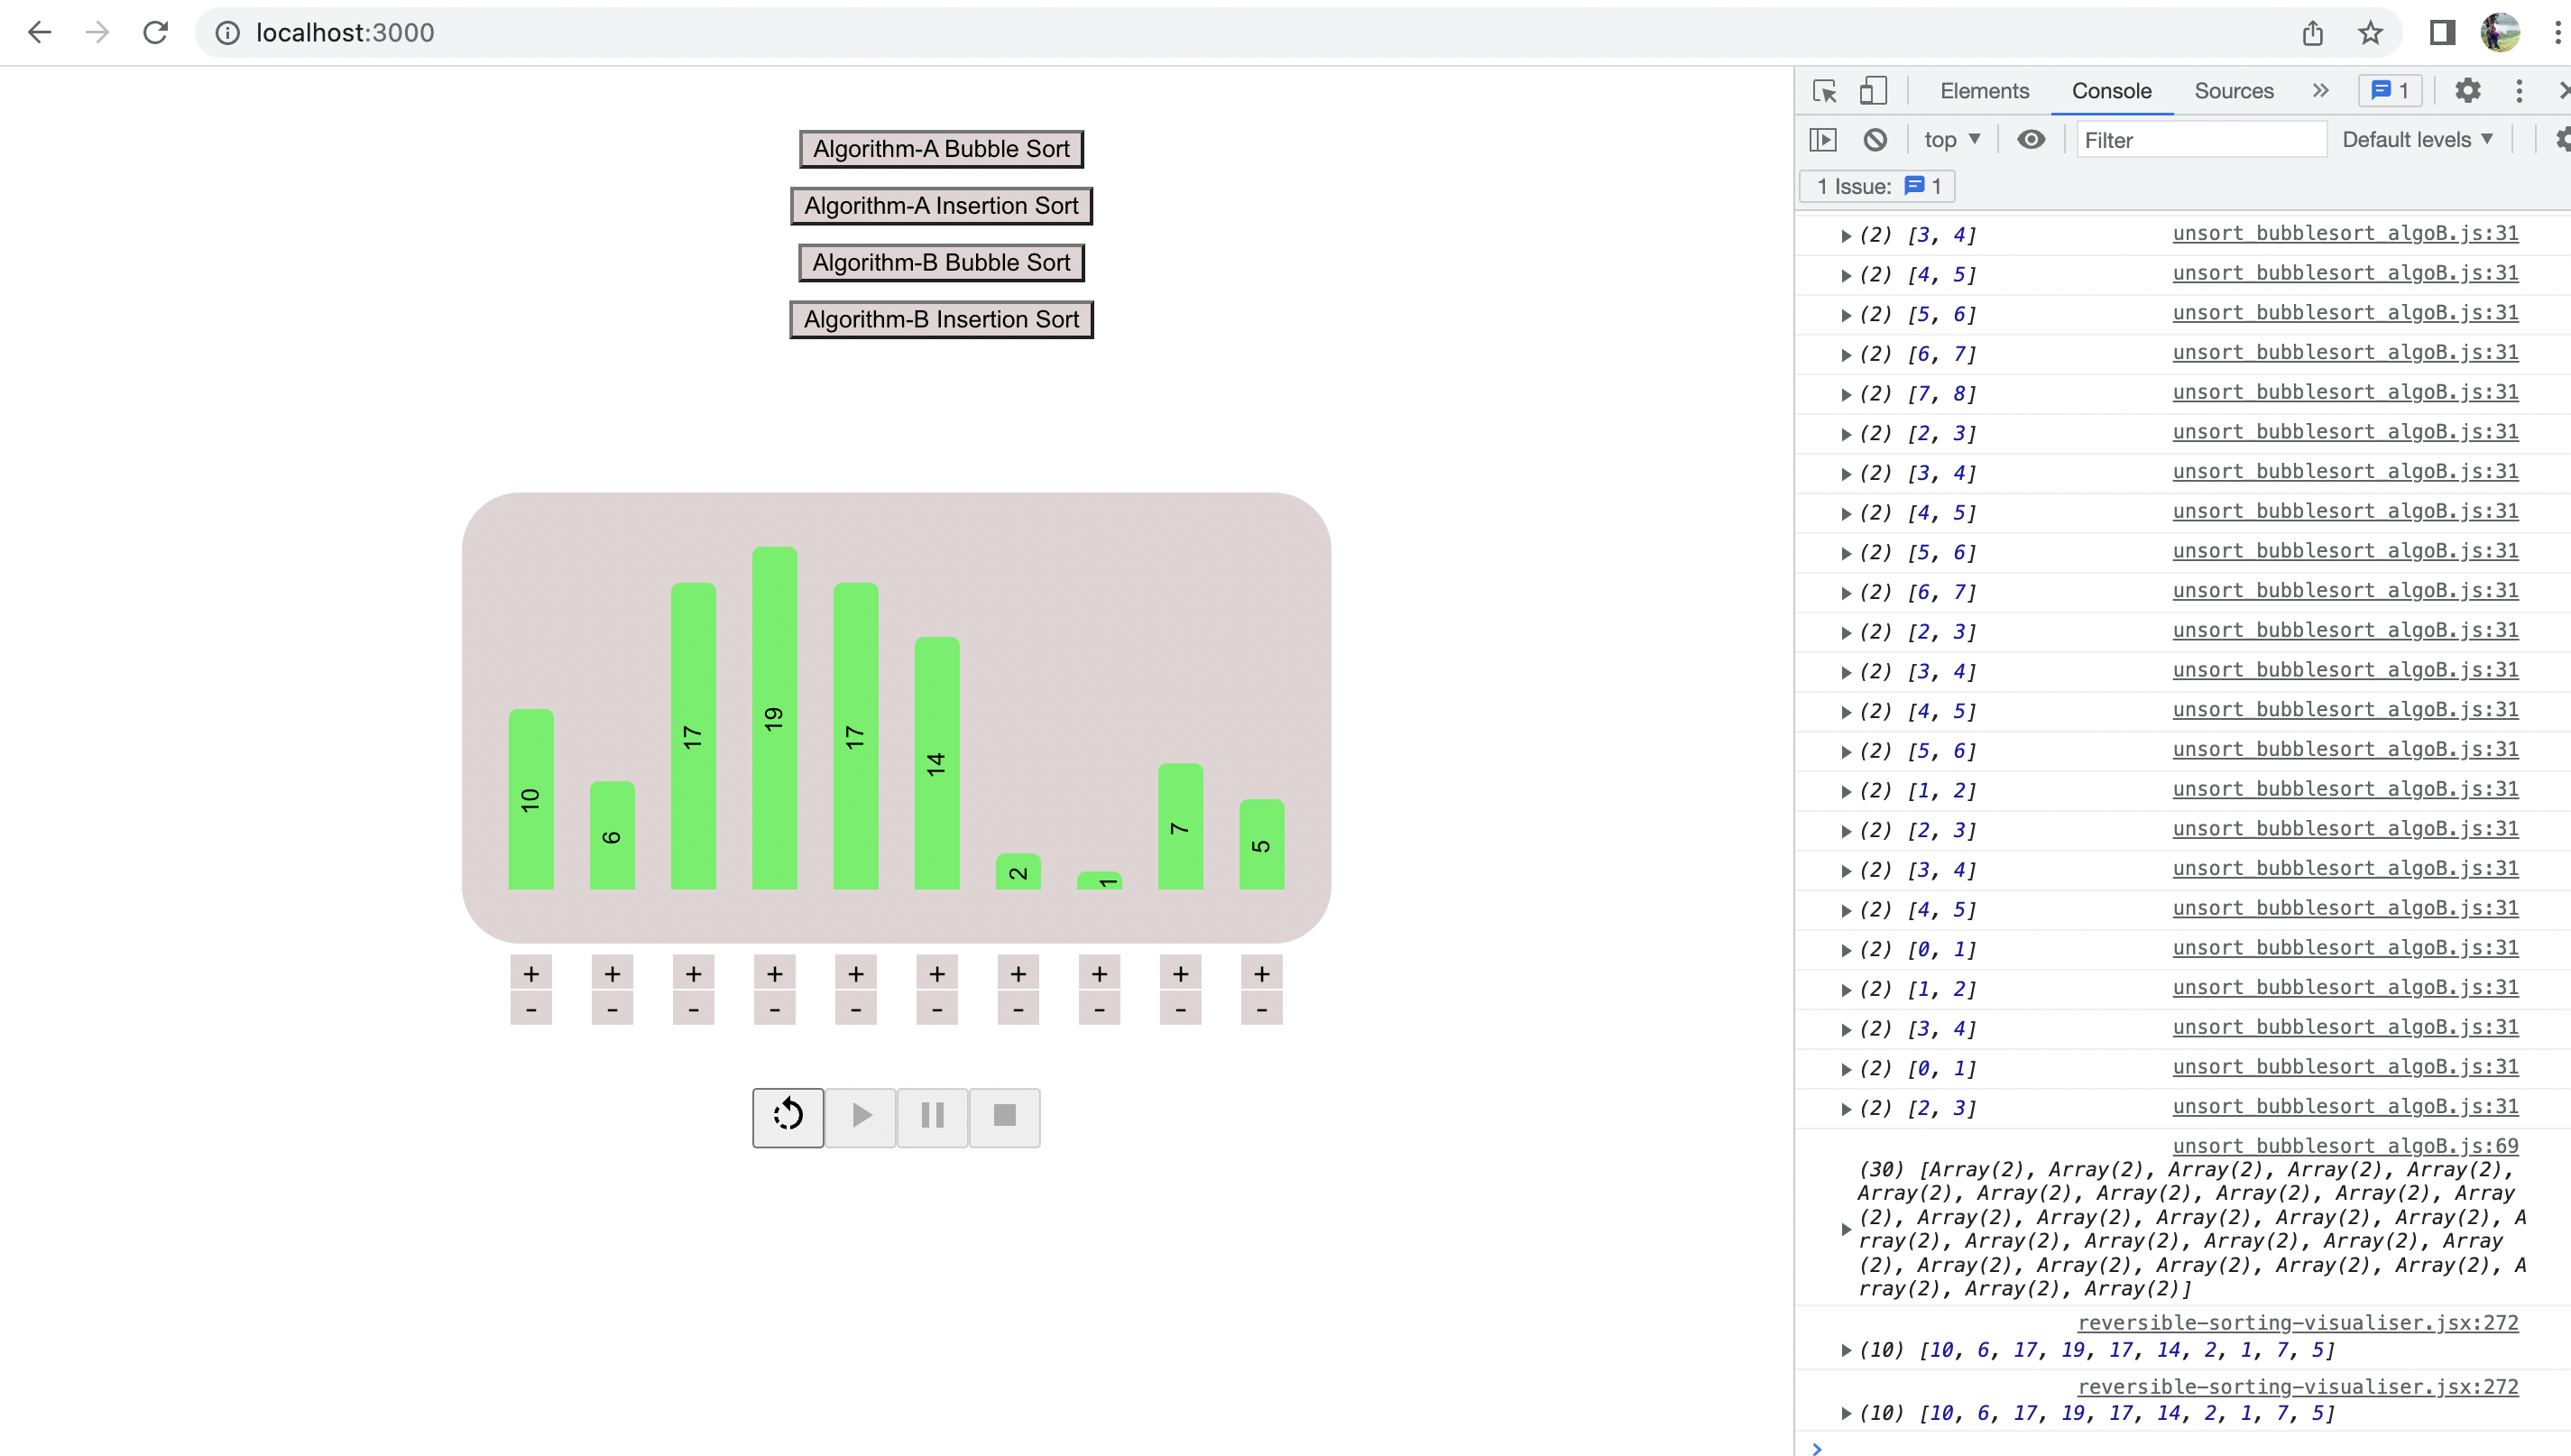 localhost:3000
Algorithm-A Bubble Sort
Algorithm-A Insertion Sort
Algorithm-B Bubble Sort
Algorithm-B Insertion Sort
10 6 17 19 17 14 2 1 7 5
+ + + + + + + + + +
- - - - - - - - - -
Elements Console Sources » 1
top Filter Default levels
1 Issue: 1
(2) [3, 4] unsort_bubblesort_algoB.js:31
(2) [4, 5] unsort_bubblesort_algoB.js:31
(2) [5, 6] unsort_bubblesort_algoB.js:31
(2) [6, 7] unsort_bubblesort_algoB.js:31
(2) [7, 8] unsort_bubblesort_algoB.js:31
(2) [2, 3] unsort_bubblesort_algoB.js:31
(2) [3, 4] unsort_bubblesort_algoB.js:31
(2) [4, 5] unsort_bubblesort_algoB.js:31
(2) [5, 6] unsort_bubblesort_algoB.js:31
(2) [6, 7] unsort_bubblesort_algoB.js:31
(2) [2, 3] unsort_bubblesort_algoB.js:31
(2) [3, 4] unsort_bubblesort_algoB.js:31
(2) [4, 5] unsort_bubblesort_algoB.js:31
(2) [5, 6] unsort_bubblesort_algoB.js:31
(2) [1, 2] unsort_bubblesort_algoB.js:31
(2) [2, 3] unsort_bubblesort_algoB.js:31
(2) [3, 4] unsort_bubblesort_algoB.js:31
(2) [4, 5] unsort_bubblesort_algoB.js:31
(2) [0, 1] unsort_bubblesort_algoB.js:31
(2) [1, 2] unsort_bubblesort_algoB.js:31
(2) [3, 4] unsort_bubblesort_algoB.js:31
(2) [0, 1] unsort_bubblesort_algoB.js:31
(2) [2, 3] unsort_bubblesort_algoB.js:31
unsort_bubblesort_algoB.js:69
(30) [Array(2), Array(2), Array(2), Array(2), Array(2),
Array(2), Array(2), Array(2), Array(2), Array(2), Array
(2), Array(2), Array(2), Array(2), Array(2), Array(2), A
rray(2), Array(2), Array(2), Array(2), Array(2), Array
(2), Array(2), Array(2), Array(2), Array(2), Array(2), A
rray(2), Array(2), Array(2)]
reversible-sorting-visualiser.jsx:272
(10) [10, 6, 17, 19, 17, 14, 2, 1, 7, 5]
reversible-sorting-visualiser.jsx:272
(10) [10, 6, 17, 19, 17, 14, 2, 1, 7, 5]